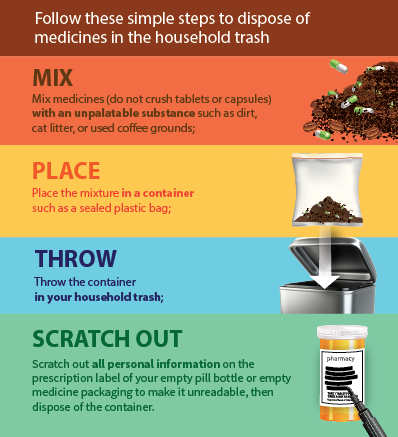 Follow these simple steps to dispose of
medicines in the household trash
MIX
Mix medicines (do not crush tablets or capsules)
with an unpalatable substance such as dirt,
cat litter, or used coffee grounds;
PLACE
Place the mixture in a container
such as a sealed plastic bag;
THROW
Throw the container
in your household trash;
SCRATCH OUT
Scratch out all personal information on the
prescription label of your empty pill bottle or empty
medicine packaging to make it unreadable, then
dispose of the container.
pharmacy